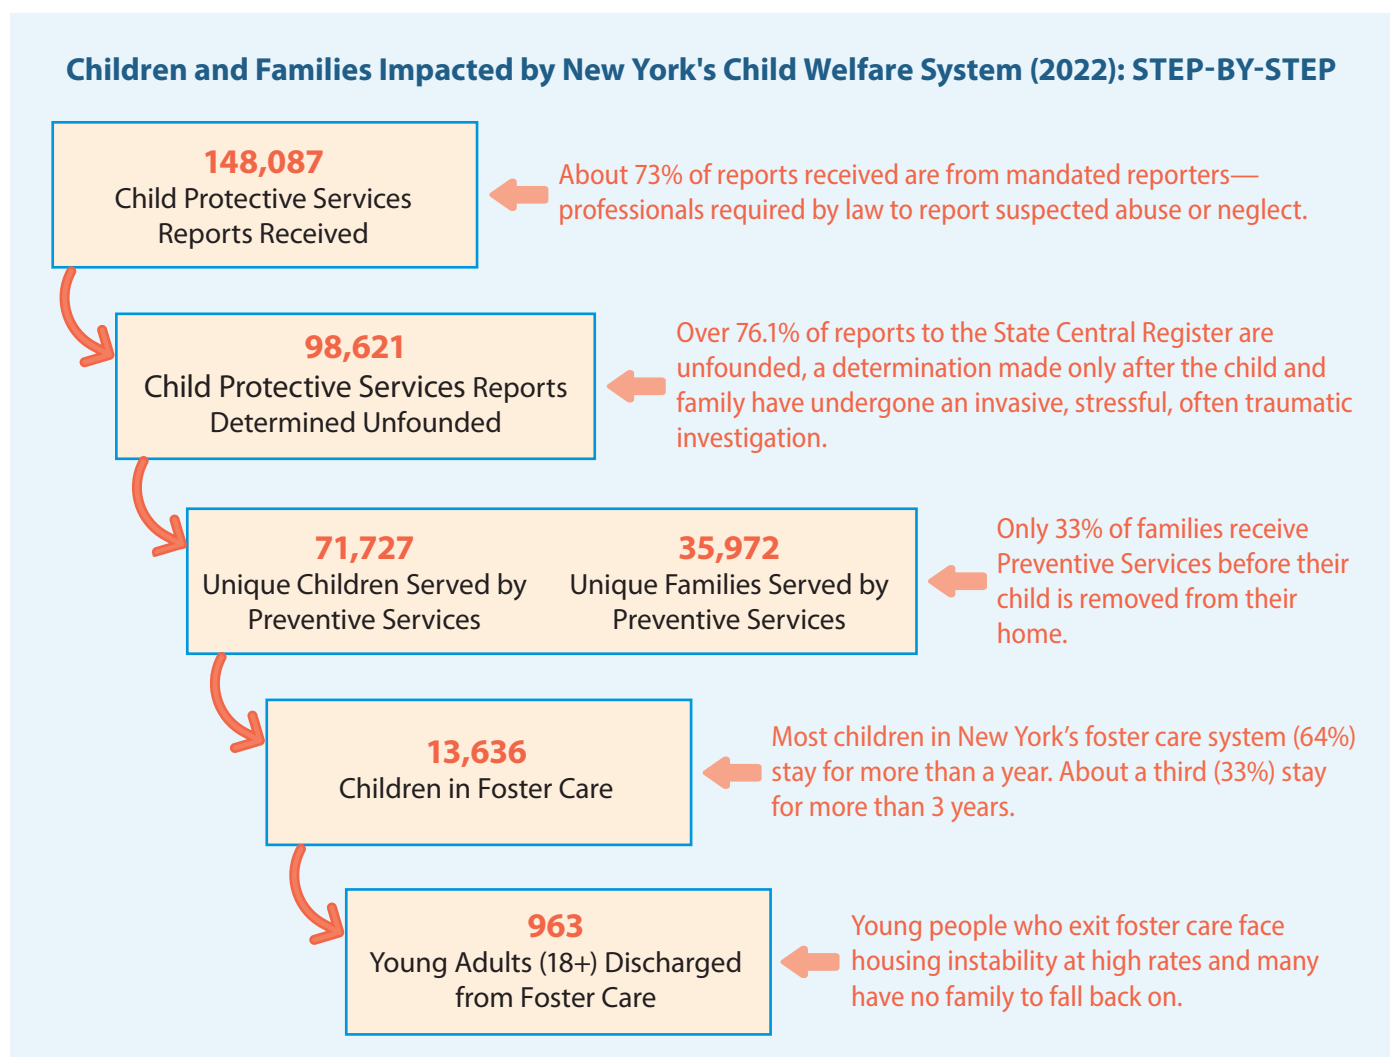 Children and Families Impacted by New York's Child Welfare System (2022): STEP-BY-STEP
148,087
Child Protective Services
Reports Received
About 73% of reports received are from mandated reporters—
professionals required by law to report suspected abuse or neglect.
98,621
Child Protective Services Reports
Determined Unfounded
Over 76.1% of reports to the State Central Register are
unfounded, a determination made only after the child and
family have undergone an invasive, stressful, often traumatic
investigation.
71,727
Unique Children Served by
Preventive Services
35,972
Unique Families Served by
Preventive Services
Only 33% of families receive
Preventive Services before their
child is removed from their
home.
13,636
Children in Foster Care
Most children in New York’s foster care system (64%)
stay for more than a year. About a third (33%) stay
for more than 3 years.
963
Young Adults (18+) Discharged
from Foster Care
Young people who exit foster care face
housing instability at high rates and many
have no family to fall back on.